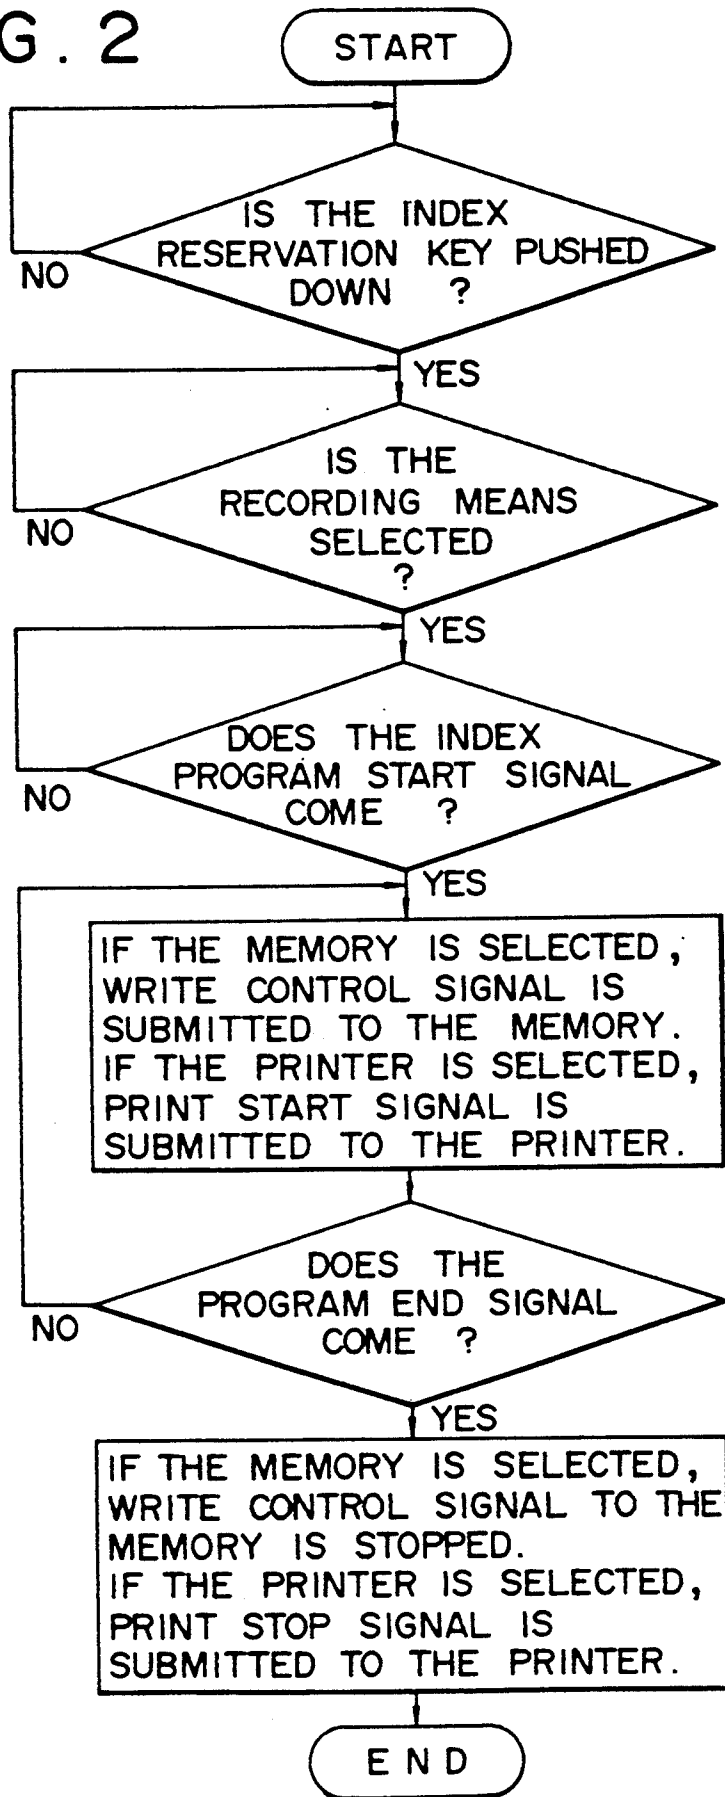 G. 2
START
IS THE INDEX
RESERVATION KEY PUSHED
DOWN ?
NO
YES
IS THE
RECORDING MEANS
SELECTED
?
NO
YES
DOES THE INDEX
PROGRAM START SIGNAL
COME ?
NO
YES
IF THE MEMORY IS SELECTED,
WRITE CONTROL SIGNAL IS
SUBMITTED TO THE MEMORY.
IF THE PRINTER IS SELECTED,
PRINT START SIGNAL IS
SUBMITTED TO THE PRINTER.
DOES THE
PROGRAM END SIGNAL
COME ?
NO
YES
IF THE MEMORY IS SELECTED,
WRITE CONTROL SIGNAL TO THE
MEMORY IS STOPPED.
IF THE PRINTER IS SELECTED,
PRINT STOP SIGNAL IS
SUBMITTED TO THE PRINTER.
END